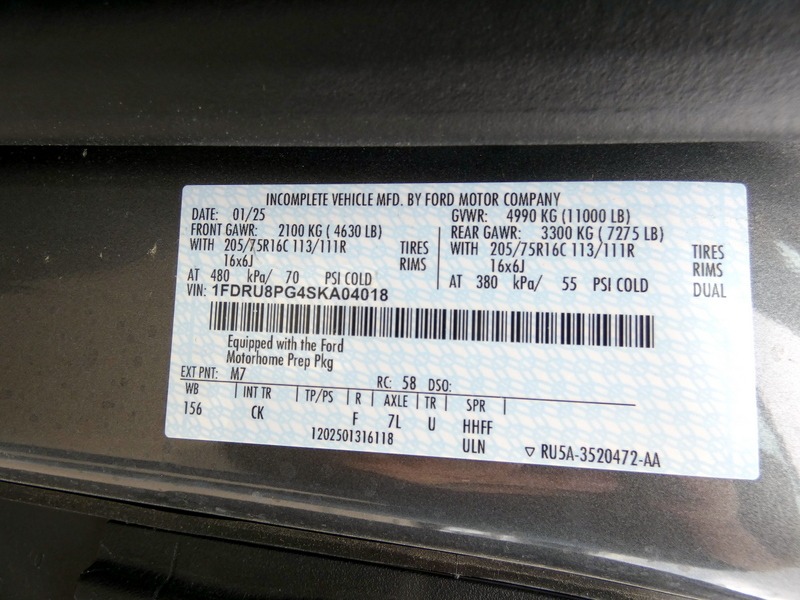 INCOMPLETE VEHICLE MFD. BY FORD MOTOR COMPANY
DATE: 01/25 GVWR: 4990 KG (11000 LB)
FRONT GAWR: 2100 KG ( 4630 LB) REAR GAWR: 3300 KG ( 7275 LB)
WITH 205/75R16C 113/111R TIRES WITH 205/75R16C 113/111R TIRES
16x6J RIMS 16x6J RIMS
AT 480 kPa/ 70 PSI COLD AT 380 kPa/ 55 PSI COLD DUAL
VIN: 1FDRU8PG4SKA04018
Equipped with the Ford
Motorhome Prep Pkg
EXT PNT: M7 RC: 58 DSO:
WB INT TR TP/PS R AXLE TR SPR
156 CK F 7L U HHFF
1202501316118 ULN ▽ RU5A-3520472-AA